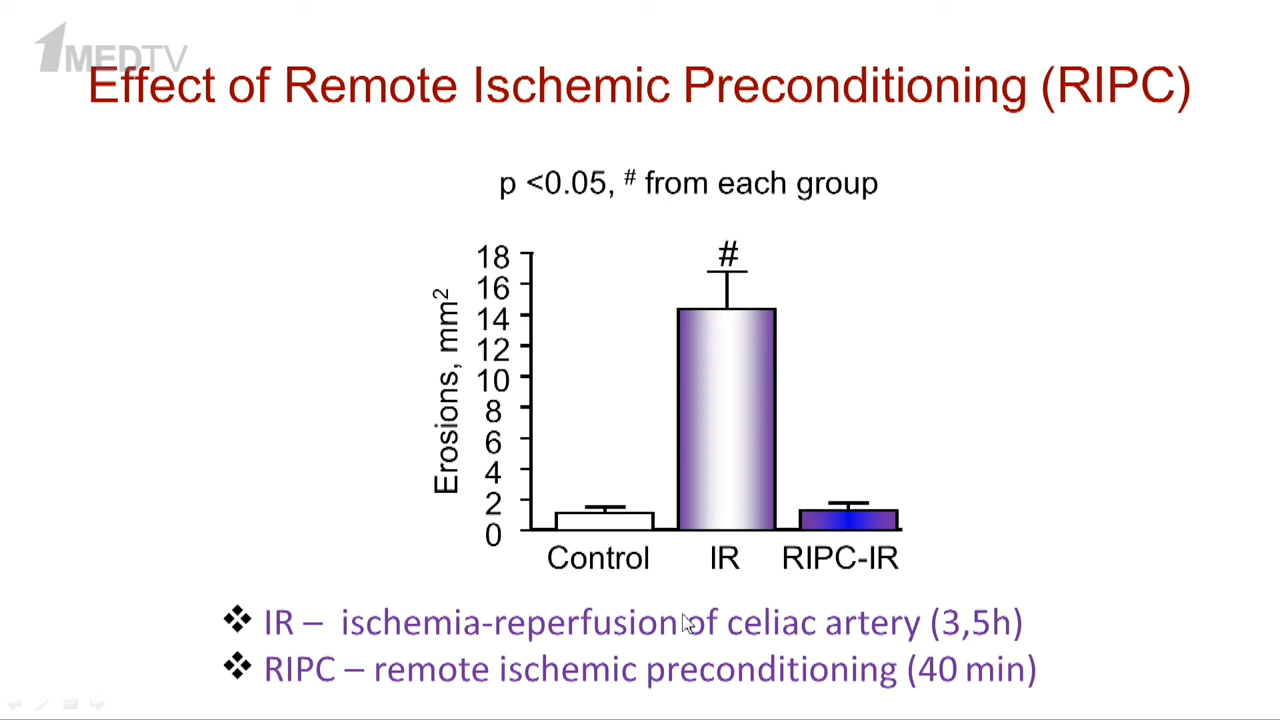 1MEDTV
Effect of Remote Ischemic Preconditioning (RIPC)
p <0.05, # from each group
Erosions, mm²
18
16
14
12
10
8
6
4
2
0
#
Control IR RIPC-IR
❖ IR – ischemia-reperfusion of celiac artery (3,5h)
❖ RIPC – remote ischemic preconditioning (40 min)